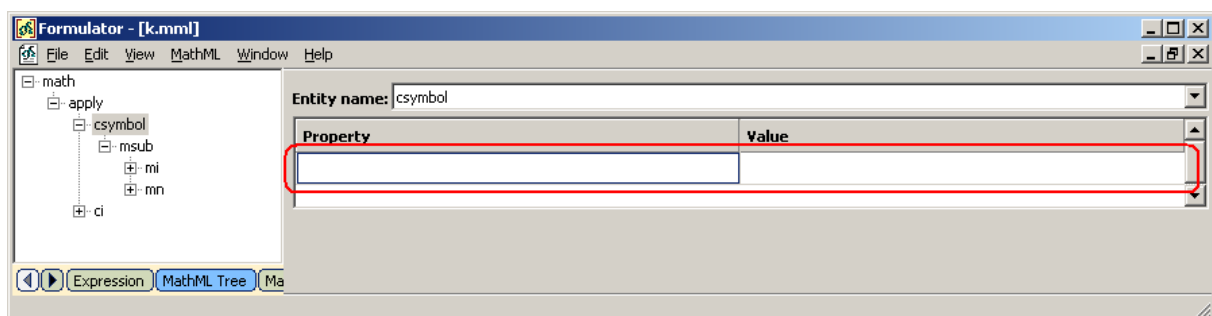 Formulator - [k.mml]
File Edit View MathML Window Help
math
apply
csymbol
msub
mi
mn
ci
Entity name: csymbol
Property Value
Expression MathML Tree Ma